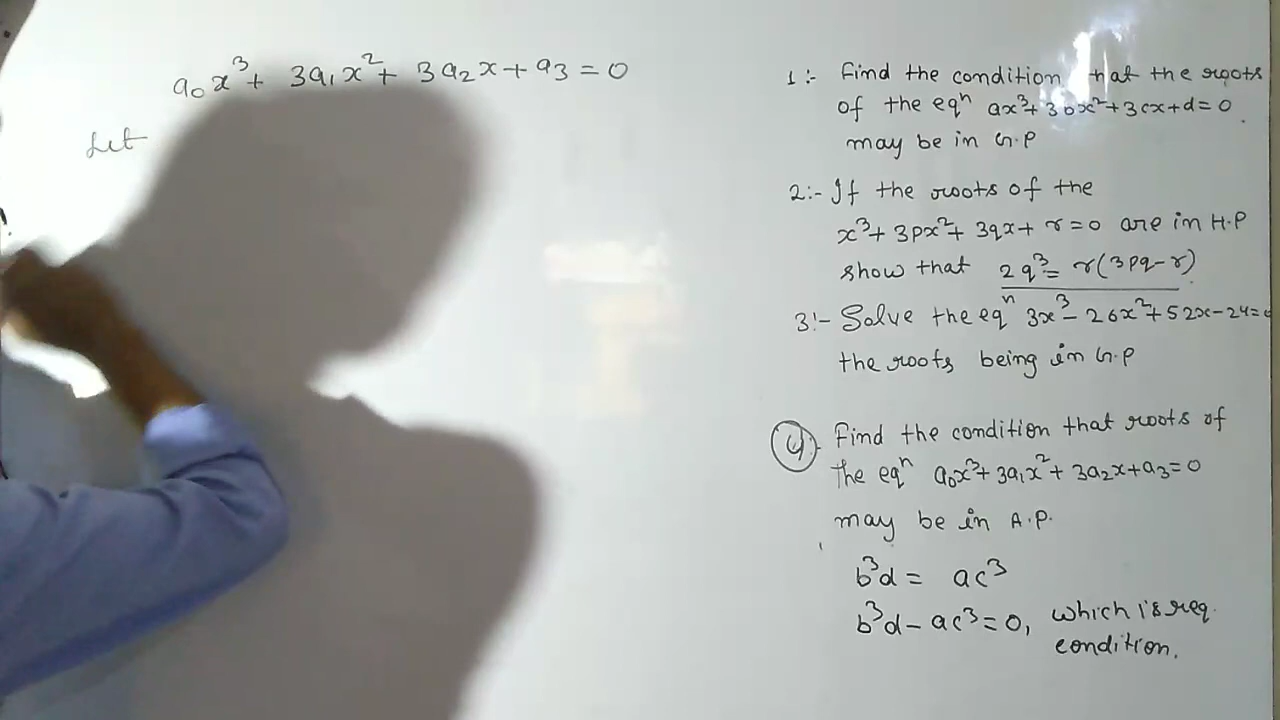 a₀x³ + 3a₁x² + 3a₂x + a₃ = 0
Let
1:- Find the condition that the roots
of the eqⁿ ax³+3bx²+3cx+d=0
may be in G.P
2:- If the roots of the
x³+3px²+3qx+r=0 are in H.P
show that 2q³=r(3pq-r)
3:- Solve the eqⁿ 3x³-26x²+52x-24=0
the roots being in G.P
4). Find the condition that roots of
the eqⁿ a₀x³+3a₁x²+3a₂x+a₃=0
may be in A.P.
b³d = ac³
b³d-ac³=0, which is req.
condition.